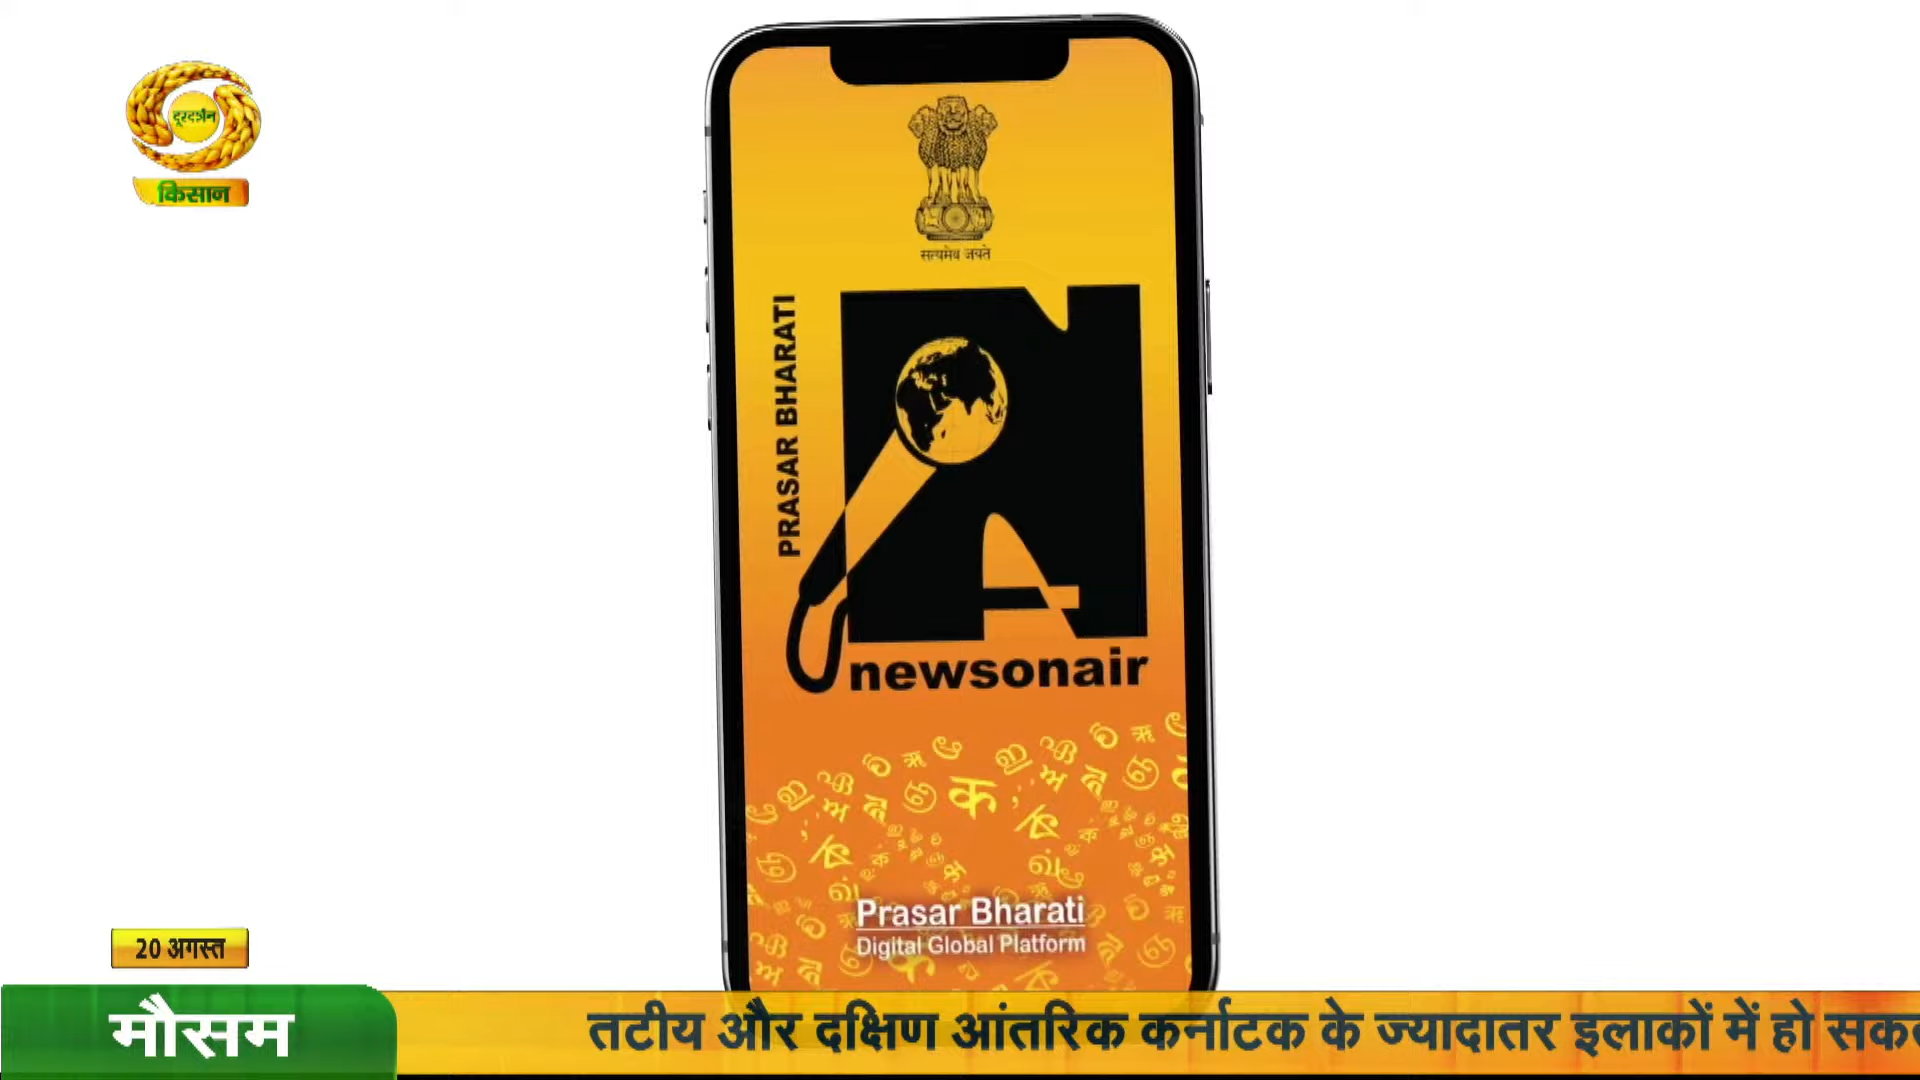 दूरदर्शन
किसान
सत्यमेव जयते
PRASAR BHARATI
newsonair
Prasar Bharati
Digital Global Platform
20 अगस्त
मौसम
तटीय और दक्षिण आंतरिक कर्नाटक के ज्यादातर इलाकों में हो